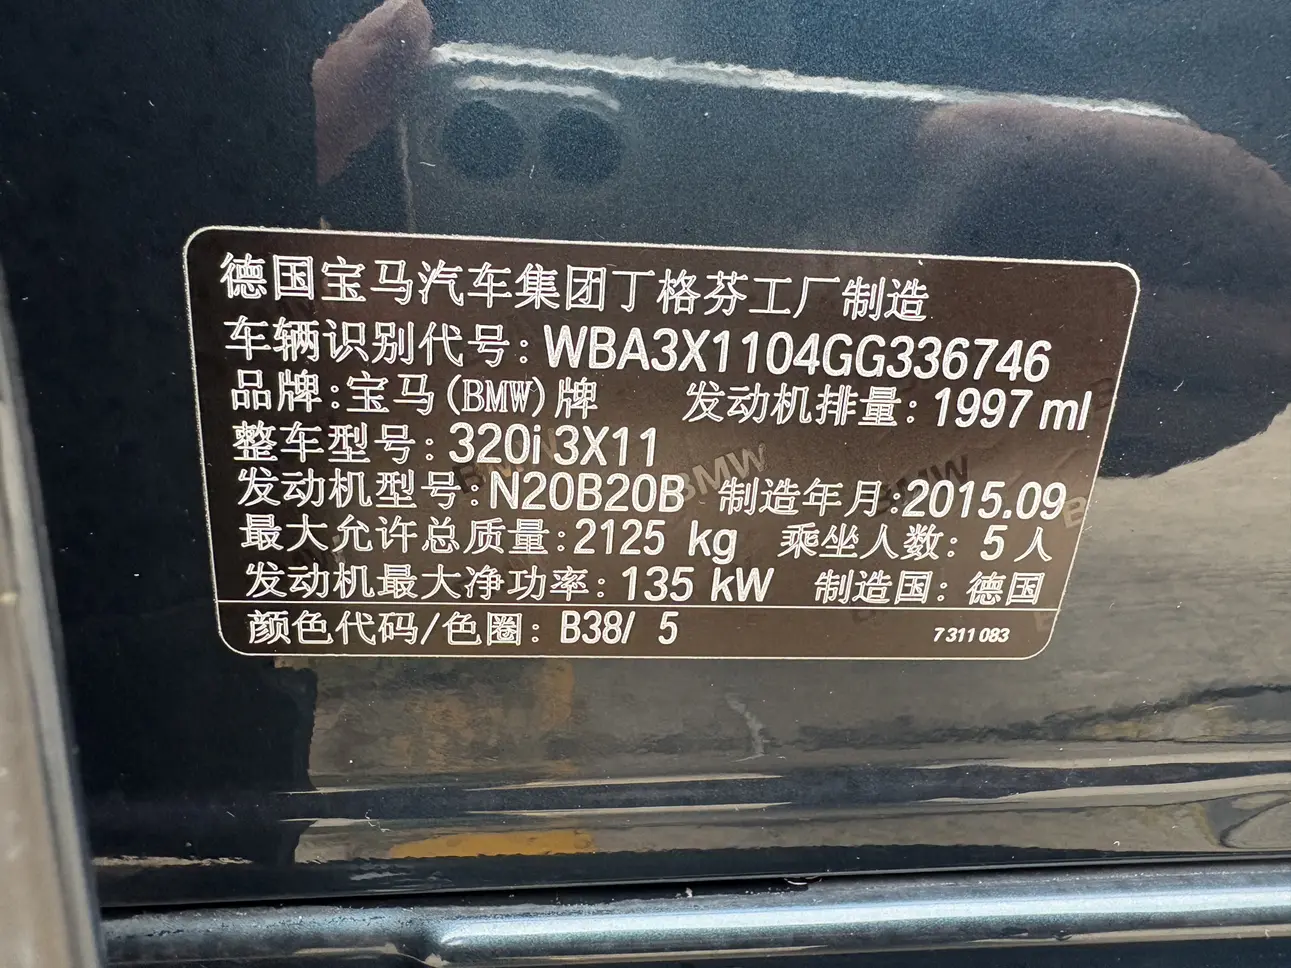 德国宝马汽车集团丁格芬工厂制造
车辆识别代号: WBA3X1104GG336746
品牌:宝马(BMW)牌 发动机排量: 1997 ml
整车型号: 320i 3X11
发动机型号:N20B20B 制造年月:2015.09
最大允许总质量:2125 kg 乘坐人数: 5 人
发动机最大净功率: 135 kW 制造国: 德国
颜色代码/色圈: B38/ 5 7 311 083